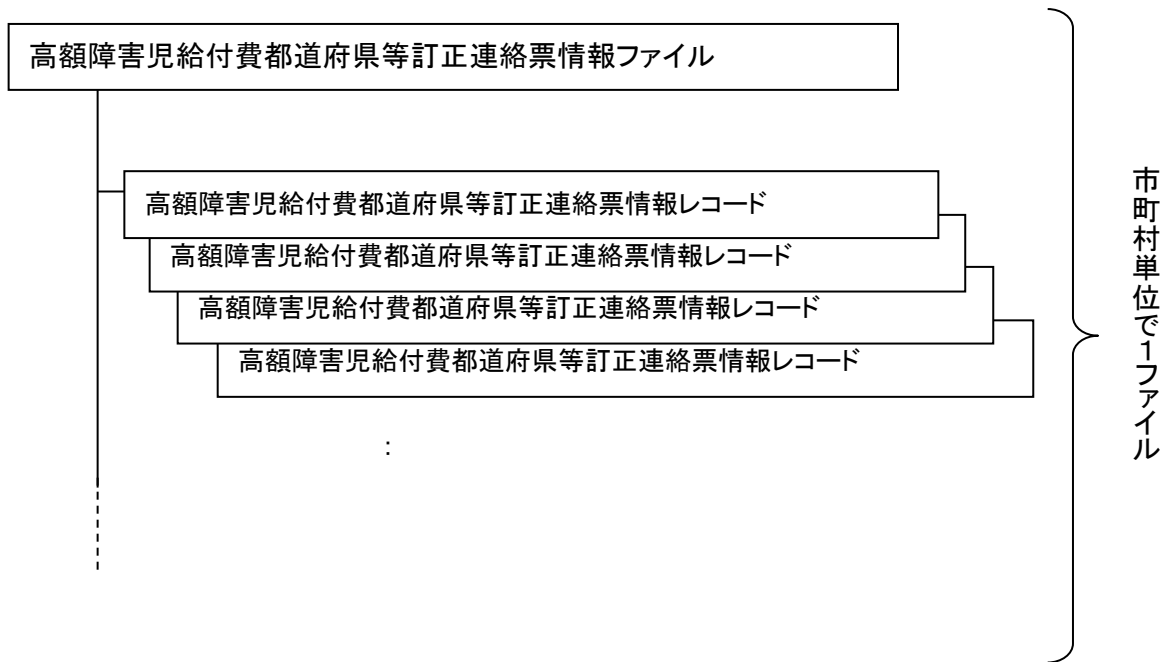 高額障害児給付費都道府県等訂正連絡票情報ファイル
高額障害児給付費都道府県等訂正連絡票情報レコード
高額障害児給付費都道府県等訂正連絡票情報レコード
高額障害児給付費都道府県等訂正連絡票情報レコード
高額障害児給付費都道府県等訂正連絡票情報レコード
:
市町村単位で1ファイル